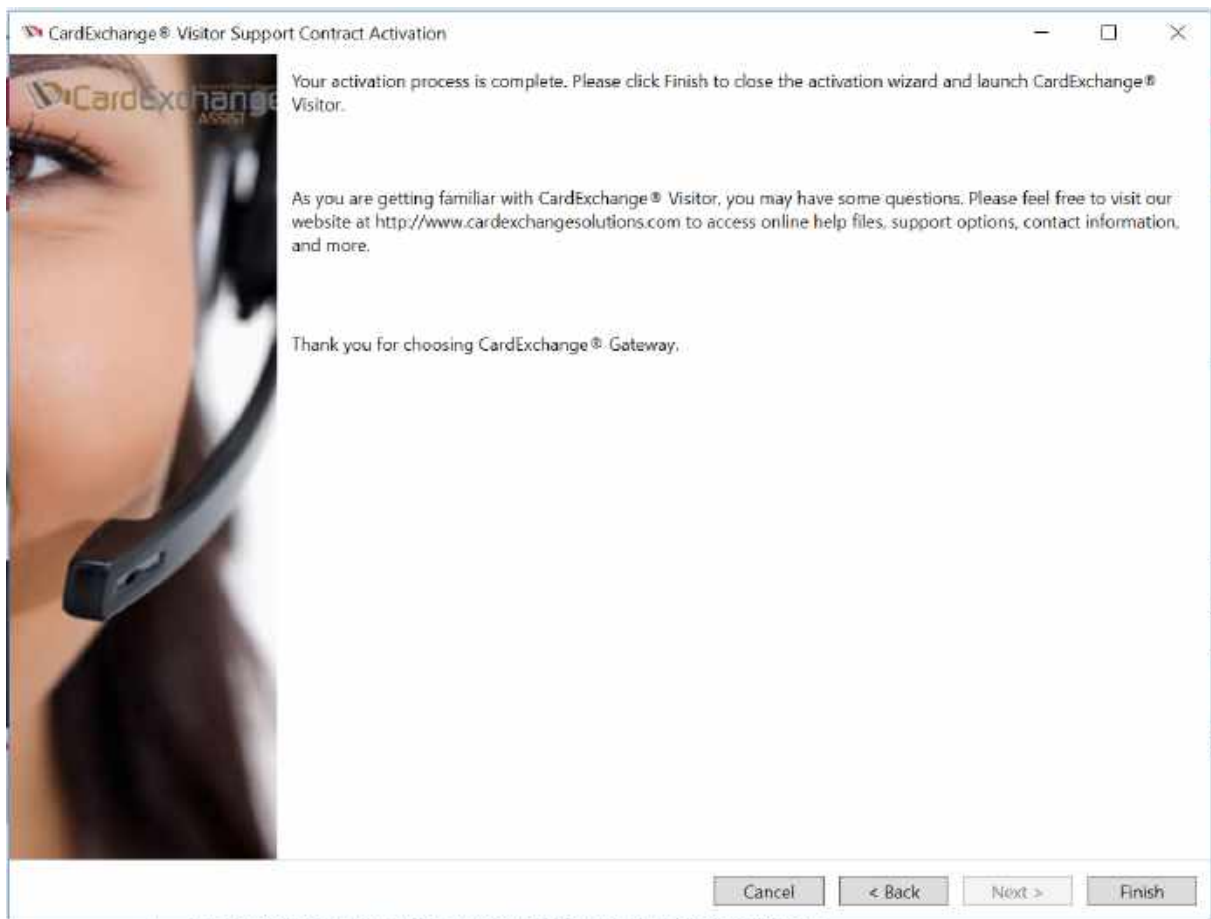 CardExchange® Visitor Support Contract Activation
CardExchange
ASSIST
Your activation process is complete. Please click Finish to close the activation wizard and launch CardExchange®
Visitor.
As you are getting familiar with CardExchange® Visitor, you may have some questions. Please feel free to visit our
website at http://www.cardexchangesolutions.com to access online help files, support options, contact information,
and more.
Thank you for choosing CardExchange® Gateway.
Cancel
< Back
Next >
Finish